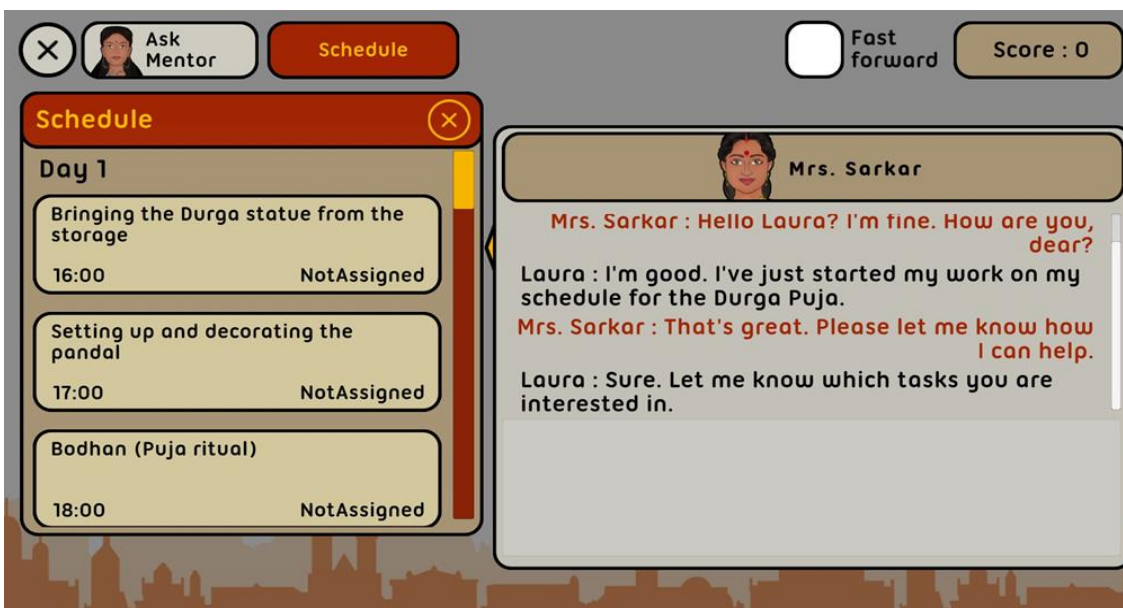 Ask
Mentor
Schedule
Fast
forward
Score : 0
Schedule
Day 1
Bringing the Durga statue from the
storage
16:00 NotAssigned
Setting up and decorating the
pandal
17:00 NotAssigned
Bodhan (Puja ritual)
18:00 NotAssigned
Mrs. Sarkar
Mrs. Sarkar : Hello Laura? I'm fine. How are you,
dear?
Laura : I'm good. I've just started my work on my
schedule for the Durga Puja.
Mrs. Sarkar : That's great. Please let me know how
I can help.
Laura : Sure. Let me know which tasks you are
interested in.